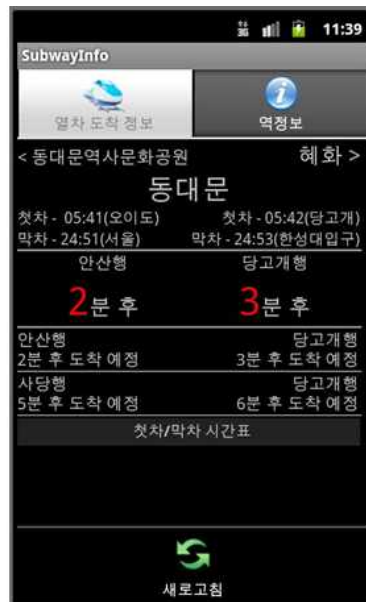 3G 11:39
SubwayInfo
열차 도착 정보 역정보
< 동대문역사문화공원 혜화 >
동대문
첫차 - 05:41(오이도) 첫차 - 05:42(당고개)
막차 - 24:51(서울) 막차 - 24:53(한성대입구)
안산행 당고개행
2분 후 3분 후
안산행 당고개행
2분 후 도착 예정 3분 후 도착 예정
사당행 당고개행
5분 후 도착 예정 6분 후 도착 예정
첫차/막차 시간표
새로고침